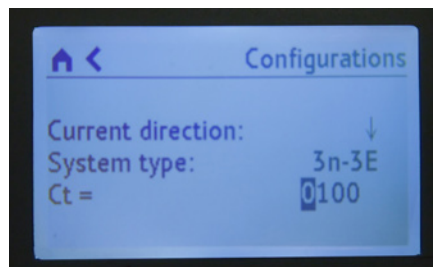 Configurations
Current direction: ↓
System type: 3n-3E
Ct = 0100